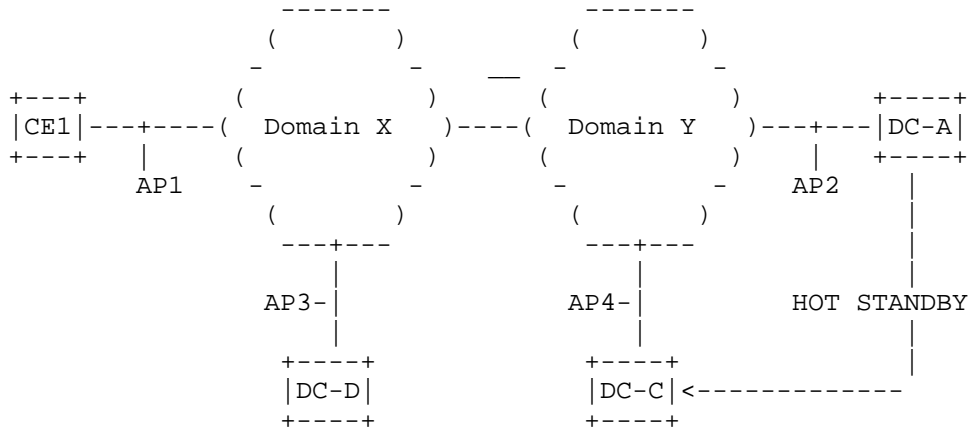 CE1 Domain X Domain Y DC-A
AP1 AP2
AP3 AP4 HOT STANDBY
DC-D DC-C